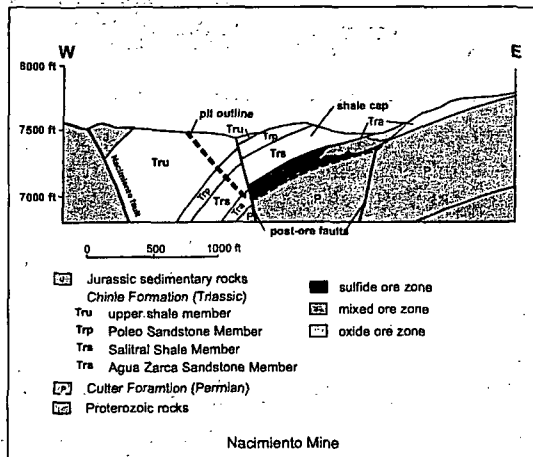 W E
8000 ft
7500 ft
7000 ft
pit outline
shale cap
Tru
Trp
Tra
Trs
Tru
Nacimiento fault
Trp
Trs
Tra
P
P
post-ore faults
0 500 1000 ft
J Jurassic sedimentary rocks
Chinle Formation (Triassic)
Tru upper shale member
Trp Poleo Sandstone Member
Trs Salitral Shale Member
Tra Agua Zarca Sandstone Member
P Cutter Foramtion (Permian)
Proterozoic rocks
sulfide ore zone
mixed ore zone
oxide ore zone
Nacimiento Mine